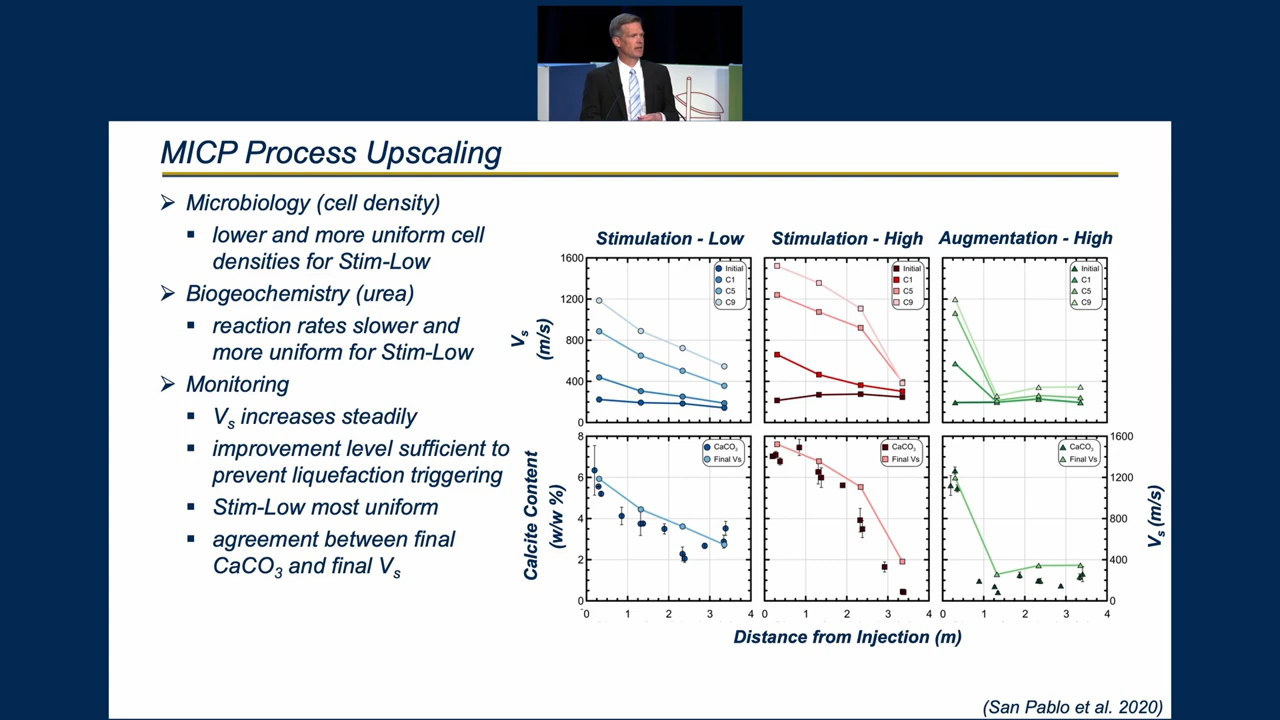 MICP Process Upscaling
➢ Microbiology (cell density)
▪ lower and more uniform cell
densities for Stim-Low
➢ Biogeochemistry (urea)
▪ reaction rates slower and
more uniform for Stim-Low
➢ Monitoring
▪ Vs increases steadily
▪ improvement level sufficient to
prevent liquefaction triggering
▪ Stim-Low most uniform
▪ agreement between final
CaCO3 and final Vs
Stimulation - Low
Stimulation - High
Augmentation - High
Vs
(m/s)
1600
1200
800
400
Initial
C1
C5
C9
Initial
C1
C5
C9
Initial
C1
C5
C9
Calcite Content
(w/w %)
8
6
4
2
0
CaCO3
Final Vs
CaCO3
Final Vs
CaCO3
Final Vs
1600
1200
800
400
0
Vs (m/s)
0 1 2 3 4
0 1 2 3 4
0 1 2 3 4
Distance from Injection (m)
(San Pablo et al. 2020)